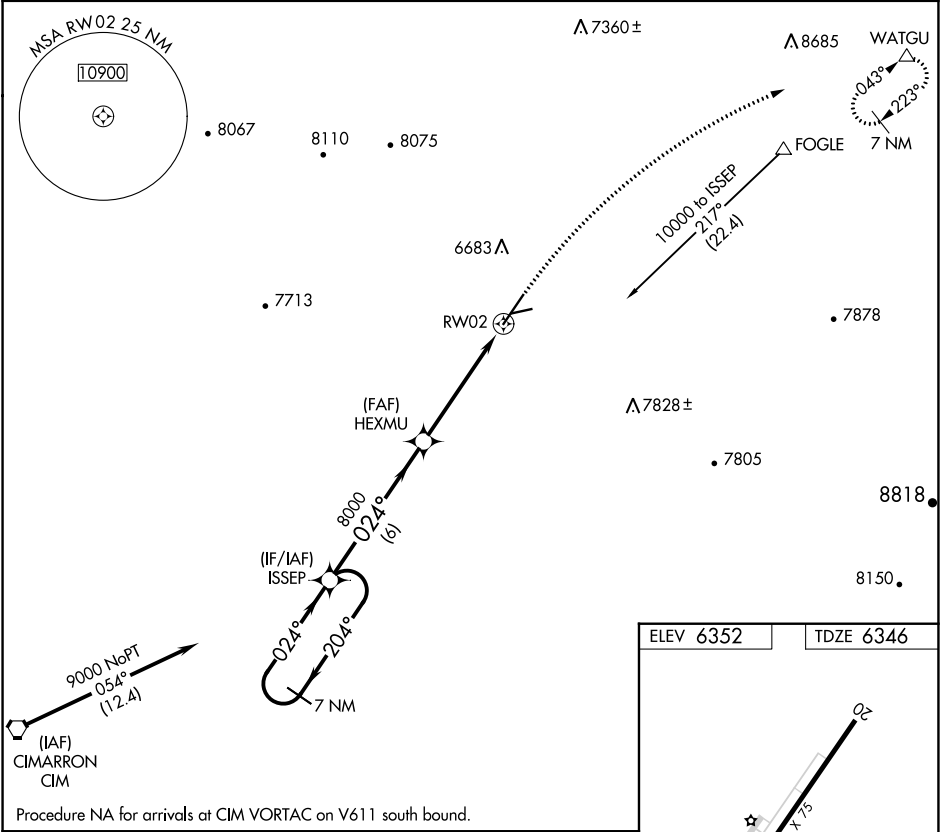 MSA RW02 25 NM
10900
7360±
8685
WATGU
043°
223°
7 NM
8067
8110
8075
FOGLE
10000 to ISSEP
217°
(22.4)
6683
7713
RW02
7878
(FAF)
HEXMU
7828±
7805
8818
8000
024°
(6)
(IF/IAF)
ISSEP
8150
024°
204°
7 NM
9000 NoPT
054°
(12.4)
(IAF)
CIMARRON
CIM
Procedure NA for arrivals at CIM VORTAC on V611 south bound.
ELEV 6352
TDZE 6346
20
X 75